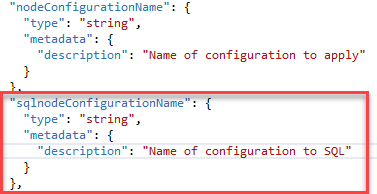 "nodeConfigurationName": {
"type": "string",
"metadata": {
"description": "Name of configuration to apply"
}
},
"sqlnodeConfigurationName": {
"type": "string",
"metadata": {
"description": "Name of configuration to SQL"
}
},